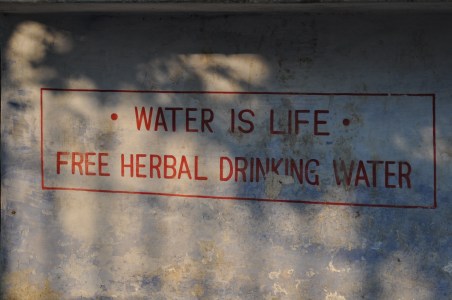 • WATER IS LIFE •
FREE HERBAL DRINKING WATER